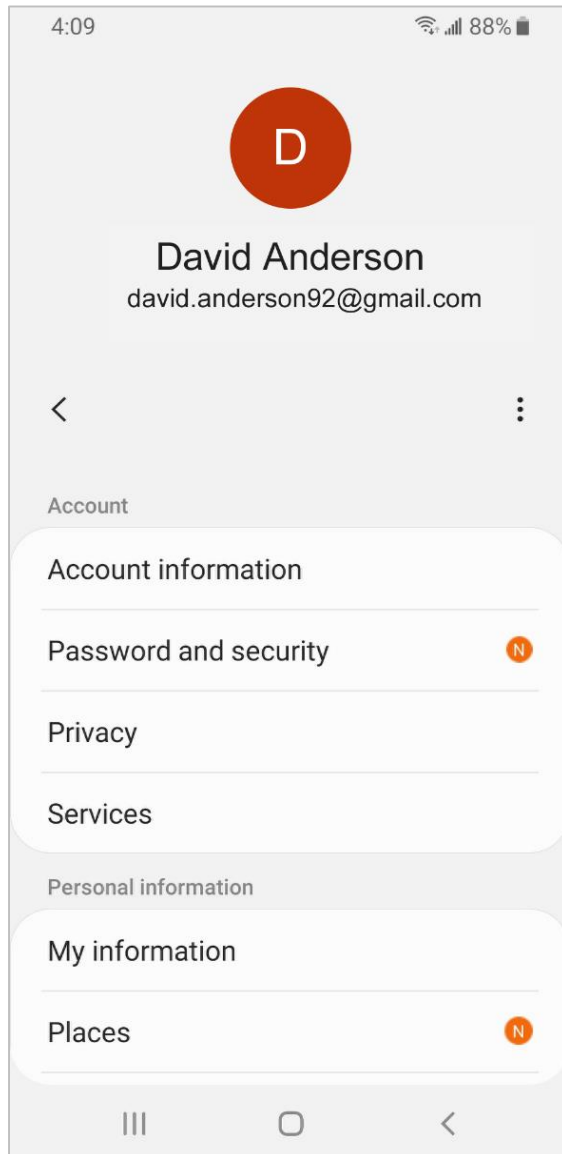 4:09 88%
D
David Anderson
david.anderson92@gmail.com
Account
Account information
Password and security N
Privacy
Services
Personal information
My information
Places N